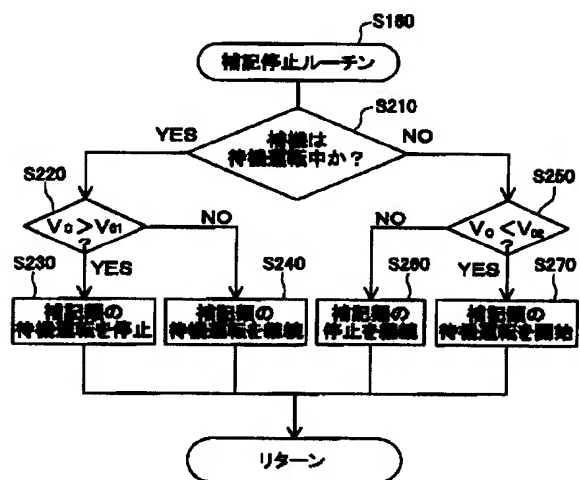 S150
補記停止ルーチン
S210
補機は
待機運転中か?
YES
NO
S220
V0>V01
?
NO
YES
S250
V0<V02
?
NO
YES
S230
補記類の
待機運転を停止
S240
補記類の
待機運転を継続
S260
補記類の
停止を継続
S270
補記類の
待機運転を開始
リターン